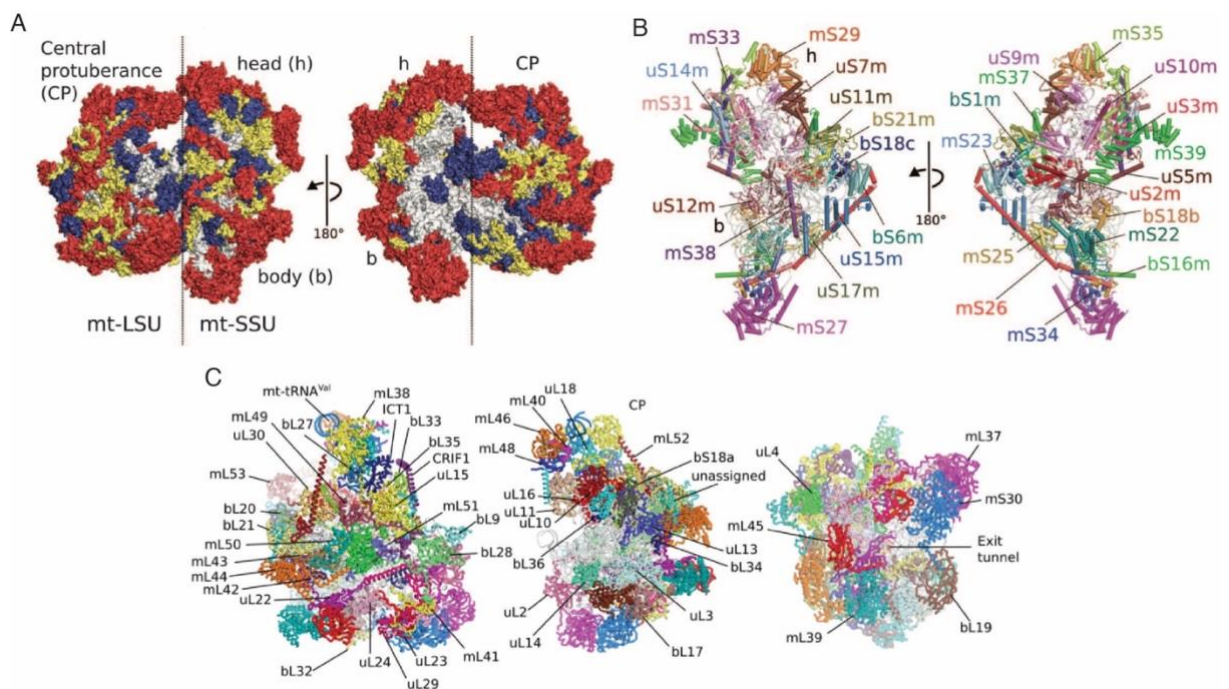 A
Central
protuberance
(CP)
head (h)
h
CP
180°
body (b)
b
mt-LSU
mt-SSU
B
mS33
mS29
h
uS14m
uS7m
mS31
uS11m
bS21m
bS18c
uS12m
b
mS38
bS6m
uS15m
uS17m
mS27
180°
mS35
uS9m
uS10m
mS37
bS1m
uS3m
mS23
mS39
uS5m
uS2m
bS18b
mS25
mS22
bS16m
mS26
mS34
C
mt-tRNAVal
mL38
ICT1
mL49
bL27
bL33
uL30
bL35
CRIF1
mL53
uL15
bL20
mL51
bL21
bL9
mL50
mL43
bL28
mL44
mL42
uL22
bL32
uL24
uL23
mL41
uL29
uL18
mL40
CP
mL46
mL48
mL52
bS18a
unassigned
uL16
uL11
uL10
bL36
uL13
bL34
uL2
uL3
uL14
bL17
uL4
mL37
mS30
mL45
Exit
tunnel
mL39
bL19